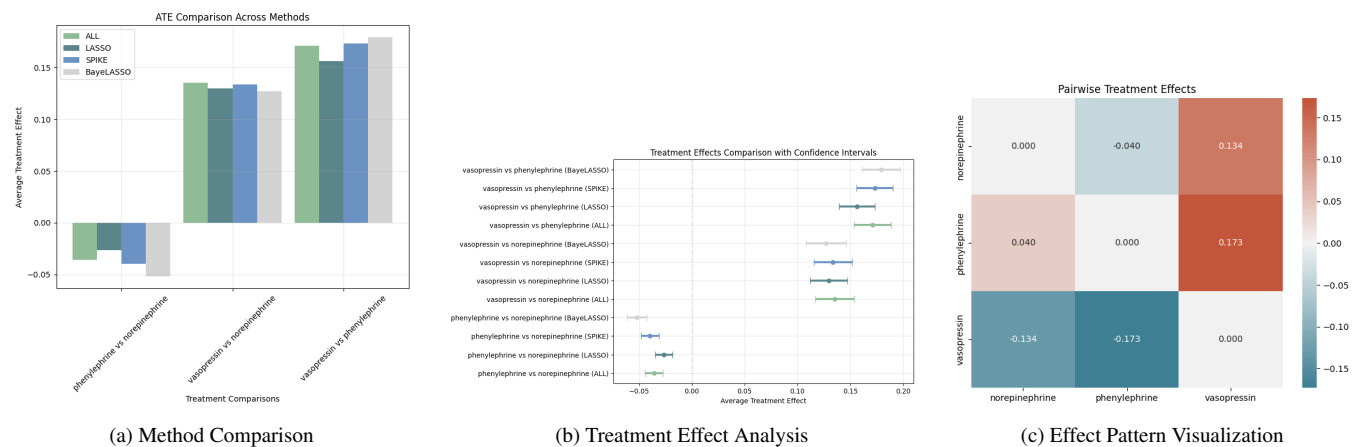 ATE Comparison Across Methods
ALL
LASSO
SPIKE
BayeLASSO
Average Treatment Effect
0.15
0.10
0.05
0.00
−0.05
phenylephrine vs norepinephrine
vasopressin vs norepinephrine
vasopressin vs phenylephrine
Treatment Comparisons
(a) Method Comparison
Treatment Effects Comparison with Confidence Intervals
vasopressin vs phenylephrine (BayeLASSO)
vasopressin vs phenylephrine (SPIKE)
vasopressin vs phenylephrine (LASSO)
vasopressin vs phenylephrine (ALL)
vasopressin vs norepinephrine (BayeLASSO)
vasopressin vs norepinephrine (SPIKE)
vasopressin vs norepinephrine (LASSO)
vasopressin vs norepinephrine (ALL)
phenylephrine vs norepinephrine (BayeLASSO)
phenylephrine vs norepinephrine (SPIKE)
phenylephrine vs norepinephrine (LASSO)
phenylephrine vs norepinephrine (ALL)
−0.05 0.00 0.05 0.10 0.15 0.20
Average Treatment Effect
(b) Treatment Effect Analysis
Pairwise Treatment Effects
norepinephrine
0.000 -0.040 0.134
phenylephrine
0.040 0.000 0.173
vasopressin
-0.134 -0.173 0.000
norepinephrine phenylephrine vasopressin
0.15
0.10
0.05
0.00
−0.05
−0.10
−0.15
(c) Effect Pattern Visualization